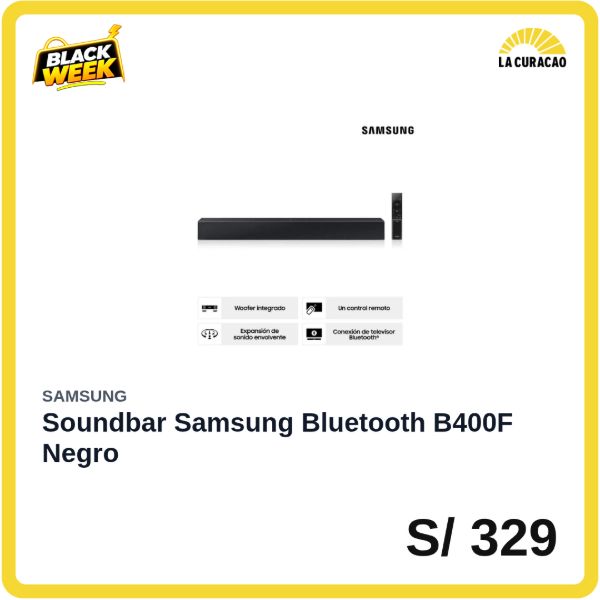 BLACK
WEEK
LA CURACAO
SAMSUNG
Woofer integrado
Un control remoto
Expansión de
sonido envolvente
Conexión de televisor
Bluetooth®
SAMSUNG
Soundbar Samsung Bluetooth B400F
Negro
S/ 329